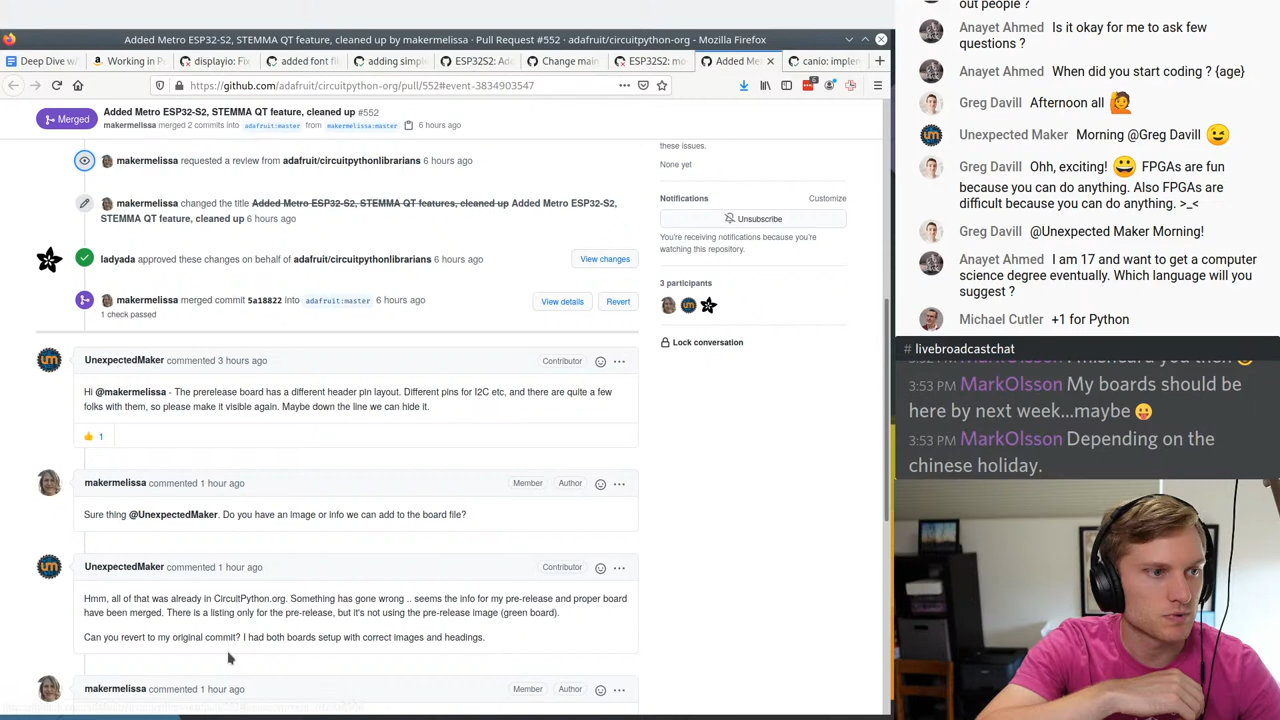 Added Metro ESP32-S2, STEMMA QT feature, cleaned up by makermelissa · Pull Request #552 · adafruit/circuitpython-org - Mozilla Firefox
Deep Dive w/
Working in P
displayio: Fix
added font fil
adding simple
ESP32S2: Ad
Change main
ESP32S2: mo
Added Me
canio: implem
https://github.com/adafruit/circuitpython-org/pull/552#event-3834903547
Merged
Added Metro ESP32-S2, STEMMA QT feature, cleaned up #552
makermelissa merged 2 commits into adafruit:master from makermelissa:master 6 hours ago
makermelissa requested a review from adafruit/circuitpythonlibrarians 6 hours ago
makermelissa changed the title Added Metro ESP32-S2, STEMMA QT features, cleaned up Added Metro ESP32-S2,
STEMMA QT feature, cleaned up 6 hours ago
ladyada approved these changes on behalf of adafruit/circuitpythonlibrarians 6 hours ago
View changes
makermelissa merged commit 5a18822 into adafruit:master 6 hours ago
View details
Revert
1 check passed
UnexpectedMaker commented 3 hours ago
Contributor
Hi @makermelissa - The prerelease board has a different header pin layout. Different pins for I2C etc, and there are quite a few
folks with them, so please make it visible again. Maybe down the line we can hide it.
1
makermelissa commented 1 hour ago
Member
Author
Sure thing @UnexpectedMaker. Do you have an image or info we can add to the board file?
UnexpectedMaker commented 1 hour ago
Contributor
Hmm, all of that was already in CircuitPython.org. Something has gone wrong .. seems the info for my pre-release and proper board
have been merged. There is a listing only for the pre-release, but it's not using the pre-release image (green board).
Can you revert to my original commit? I had both boards setup with correct images and headings.
makermelissa commented 1 hour ago
Member
Author
these issues.
None yet
Notifications
Customize
Unsubscribe
You're receiving notifications because you're
watching this repository.
3 participants
Lock conversation
out people ?
Anayet Ahmed Is it okay for me to ask few
questions ?
Anayet Ahmed When did you start coding ? {age}
Greg Davill Afternoon all
Unexpected Maker Morning @Greg Davill
Greg Davill Ohh, exciting! FPGAs are fun
because you can do anything. Also FPGAs are
difficult because you can do anything. >_<
Greg Davill @Unexpected Maker Morning!
Anayet Ahmed I am 17 and want to get a computer
science degree eventually. Which language will you
suggest ?
Michael Cutler +1 for Python
# livebroadcastchat
3:53 PM MarkOlsson My boards should be
here by next week...maybe
3:53 PM MarkOlsson Depending on the
chinese holiday.